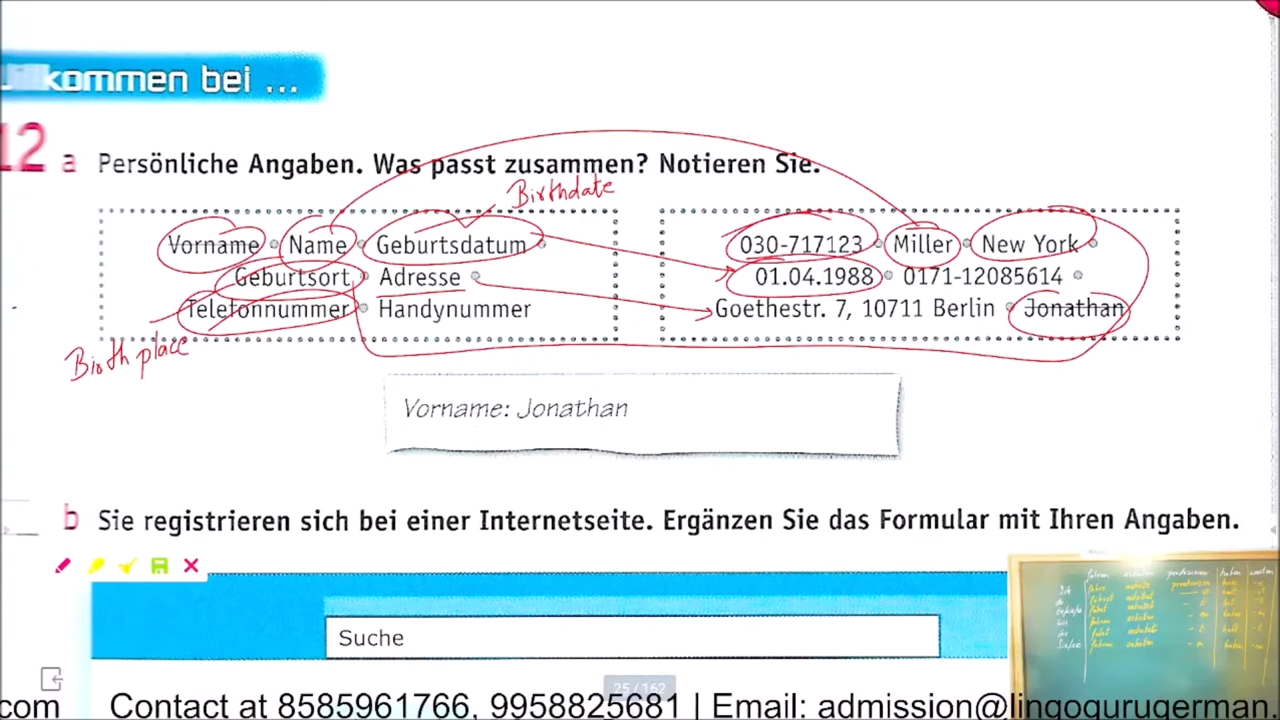 kommen bei ...
12 a Persönliche Angaben. Was passt zusammen? Notieren Sie.
Birthdate
Vorname • Name • Geburtsdatum •
Geburtsort • Adresse •
Telefonnummer • Handynummer
Birth place
030-717123 • Miller • New York •
01.04.1988 • 0171-12085614 •
Goethestr. 7, 10711 Berlin • Jonathan
Vorname: Jonathan
b Sie registrieren sich bei einer Internetseite. Ergänzen Sie das Formular mit Ihren Angaben.
Suche
25 / 162
com Contact at 8585961766, 9958825681 | Email: admission@lingogurugerman.